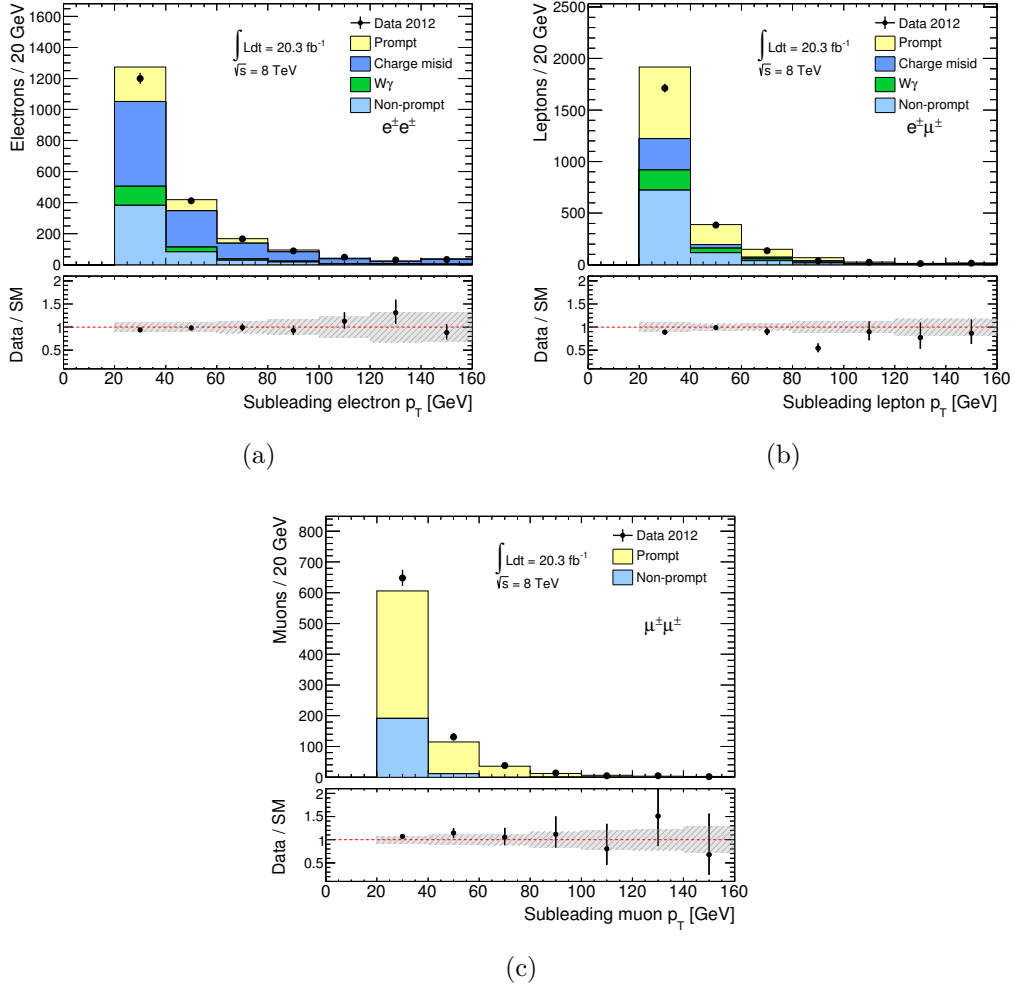 Electrons / 20 GeV
1600
1400
1200
1000
800
600
400
200
0
∫ Ldt = 20.3 fb⁻¹
√s = 8 TeV
Data 2012
Prompt
Charge misid
Wγ
Non-prompt
e±e±
Data / SM
2
1.5
1
0.5
0 20 40 60 80 100 120 140 160
Subleading electron p_T [GeV]
(a)
Leptons / 20 GeV
2500
2000
1500
1000
500
0
∫ Ldt = 20.3 fb⁻¹
√s = 8 TeV
Data 2012
Prompt
Charge misid
Wγ
Non-prompt
e±μ±
Data / SM
2
1.5
1
0.5
0 20 40 60 80 100 120 140 160
Subleading lepton p_T [GeV]
(b)
Muons / 20 GeV
800
700
600
500
400
300
200
100
0
∫ Ldt = 20.3 fb⁻¹
√s = 8 TeV
Data 2012
Prompt
Non-prompt
μ±μ±
Data / SM
2
1.5
1
0.5
0 20 40 60 80 100 120 140 160
Subleading muon p_T [GeV]
(c)